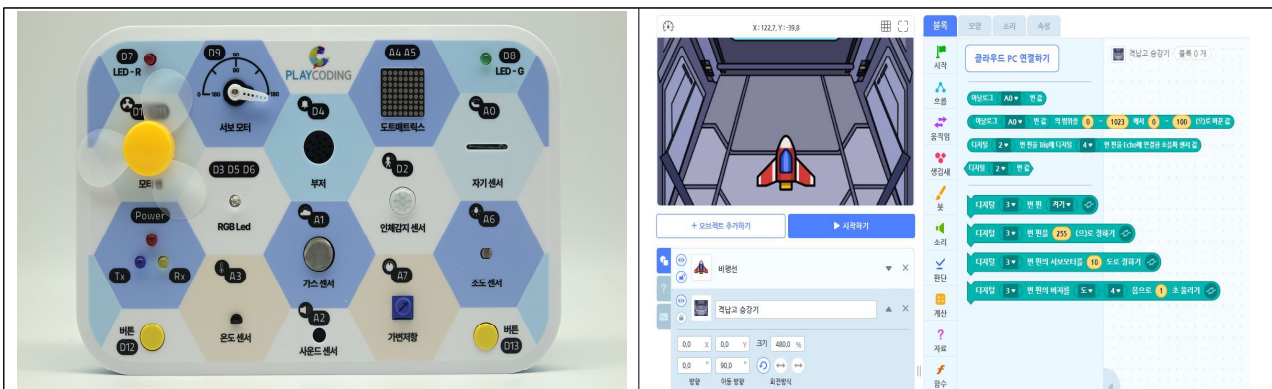 D7
LED - R
D9
0
90
180
PLAYCODING
A4 A5
도트매트릭스
D8
LED - G
서보 모터
D4
부저
A0
자기 센서
D3 D5 D6
RGB Led
D2
인체감지 센서
Power
Tx
Rx
A1
가스 센서
A6
A3
온도 센서
A7
가변저항
A2
사운드 센서
버튼
D12
버튼
D13
X : 122,7, Y : -39,8
+ 오브젝트 추가하기
▶ 시작하기
비행선
격납고 승강기
0,0 X 0,0 Y 크기 480,0 %
0,0 ° 90,0 °
방향 이동 방향 회전방식
블록 모양 소리 속성
시작
흐름
움직임
생김새
붓
소리
판단
계산
자료
함수
클라우드 PC 연결하기
격납고 승강기 블록 0 개
아날로그 A0 번 값
아날로그 A0 번 값 의 범위를 0 ~ 1023 에서 0 ~ 100 (으)로 바꾼 값
디지털 2 번 핀을 Trig에 디지털 4 번 핀을 Echo에 연결한 초음파 센서 값
디지털 2 번 값
디지털 3 번 핀 켜기
디지털 3 번 핀을 255 (으)로 정하기
디지털 3 번 핀의 서보모터를 10 도로 정하기
디지털 3 번 핀의 버저를 도 4 음으로 1 초 울리기